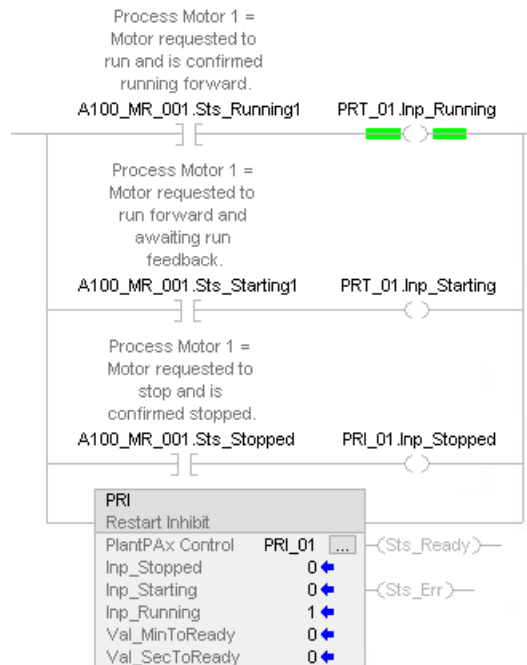 Process Motor 1 =
Motor requested to
run and is confirmed
running forward.
A100_MR_001.Sts_Running1 PRT_01.Inp_Running
Process Motor 1 =
Motor requested to
run forward and
awaiting run
feedback.
A100_MR_001.Sts_Starting1 PRT_01.Inp_Starting
Process Motor 1 =
Motor requested to
stop and is
confirmed stopped.
A100_MR_001.Sts_Stopped PRI_01.Inp_Stopped
PRI
Restart Inhibit
PlantPAx Control PRI_01 ... (Sts_Ready)
Inp_Stopped 0
Inp_Starting 0 (Sts_Err)
Inp_Running 1
Val_MinToReady 0
Val_SecToReady 0